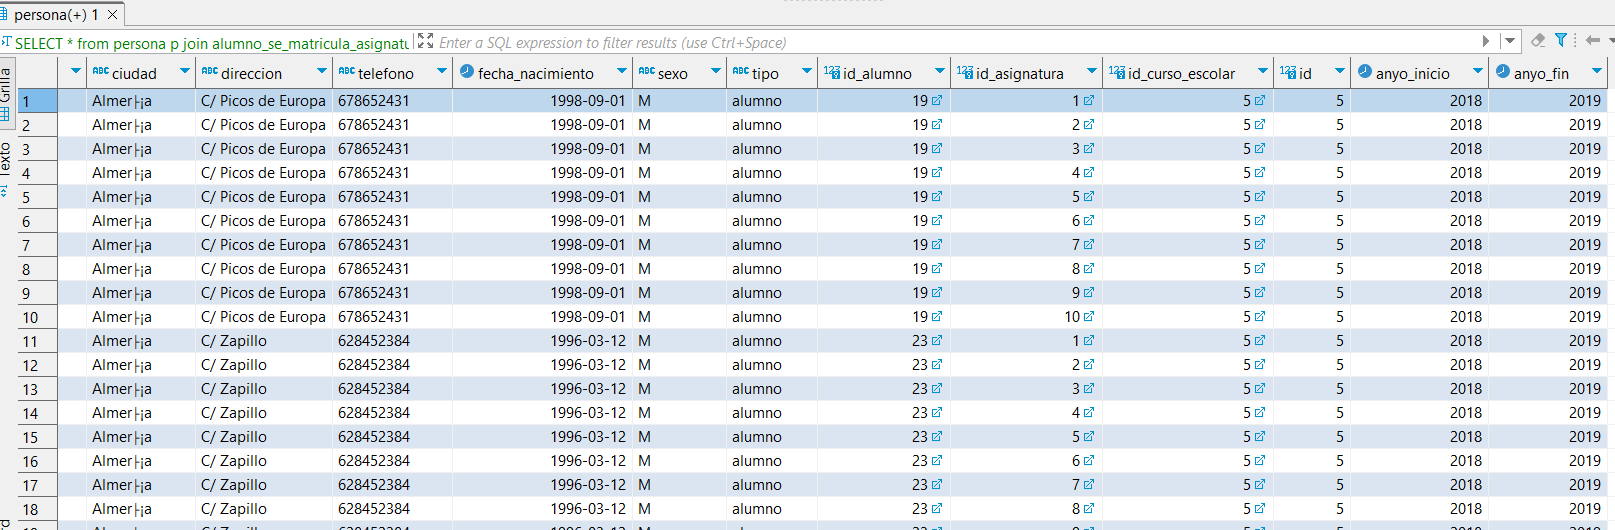 persona(+) 1
SELECT * from persona p join alumno_se_matricula_asignatu Enter a SQL expression to filter results (use Ctrl+Space)
Grilla
Texto
ciudad direccion telefono fecha_nacimiento sexo tipo id_alumno id_asignatura id_curso_escolar id anyo_inicio anyo_fin
1 Almer├¡a C/ Picos de Europa 678652431 1998-09-01 M alumno 19 1 5 5 2018 2019
2 Almer├¡a C/ Picos de Europa 678652431 1998-09-01 M alumno 19 2 5 5 2018 2019
3 Almer├¡a C/ Picos de Europa 678652431 1998-09-01 M alumno 19 3 5 5 2018 2019
4 Almer├¡a C/ Picos de Europa 678652431 1998-09-01 M alumno 19 4 5 5 2018 2019
5 Almer├¡a C/ Picos de Europa 678652431 1998-09-01 M alumno 19 5 5 5 2018 2019
6 Almer├¡a C/ Picos de Europa 678652431 1998-09-01 M alumno 19 6 5 5 2018 2019
7 Almer├¡a C/ Picos de Europa 678652431 1998-09-01 M alumno 19 7 5 5 2018 2019
8 Almer├¡a C/ Picos de Europa 678652431 1998-09-01 M alumno 19 8 5 5 2018 2019
9 Almer├¡a C/ Picos de Europa 678652431 1998-09-01 M alumno 19 9 5 5 2018 2019
10 Almer├¡a C/ Picos de Europa 678652431 1998-09-01 M alumno 19 10 5 5 2018 2019
11 Almer├¡a C/ Zapillo 628452384 1996-03-12 M alumno 23 1 5 5 2018 2019
12 Almer├¡a C/ Zapillo 628452384 1996-03-12 M alumno 23 2 5 5 2018 2019
13 Almer├¡a C/ Zapillo 628452384 1996-03-12 M alumno 23 3 5 5 2018 2019
14 Almer├¡a C/ Zapillo 628452384 1996-03-12 M alumno 23 4 5 5 2018 2019
15 Almer├¡a C/ Zapillo 628452384 1996-03-12 M alumno 23 5 5 5 2018 2019
16 Almer├¡a C/ Zapillo 628452384 1996-03-12 M alumno 23 6 5 5 2018 2019
17 Almer├¡a C/ Zapillo 628452384 1996-03-12 M alumno 23 7 5 5 2018 2019
18 Almer├¡a C/ Zapillo 628452384 1996-03-12 M alumno 23 8 5 5 2018 2019